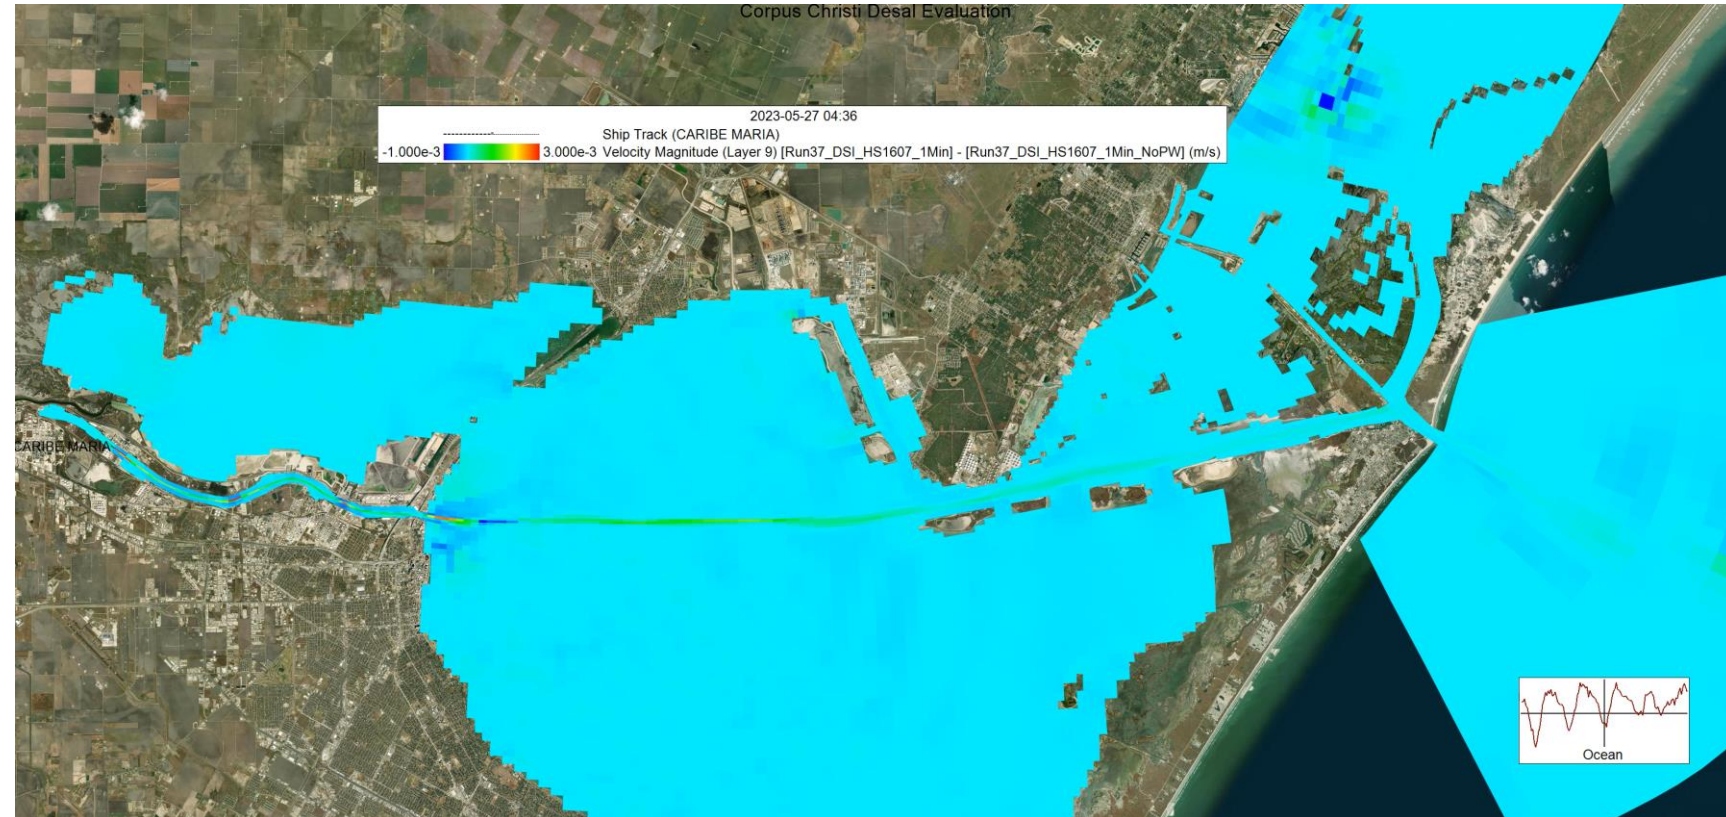 Corpus Christi Desal Evaluation
2023-05-27 04:36
Ship Track (CARIBE MARIA)
-1.000e-3 3.000e-3 Velocity Magnitude (Layer 9) [Run37_DSI_HS1607_1Min] - [Run37_DSI_HS1607_1Min_NoPW] (m/s)
CARIBE MARIA
Ocean